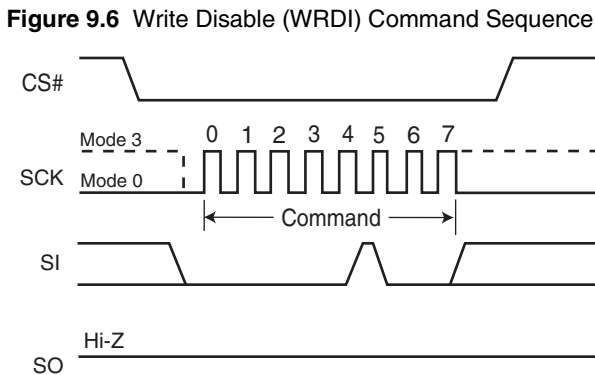 Figure 9.6 Write Disable (WRDI) Command Sequence
CS#
Mode 3
0 1 2 3 4 5 6 7
SCK
Mode 0
Command
SI
Hi-Z
SO